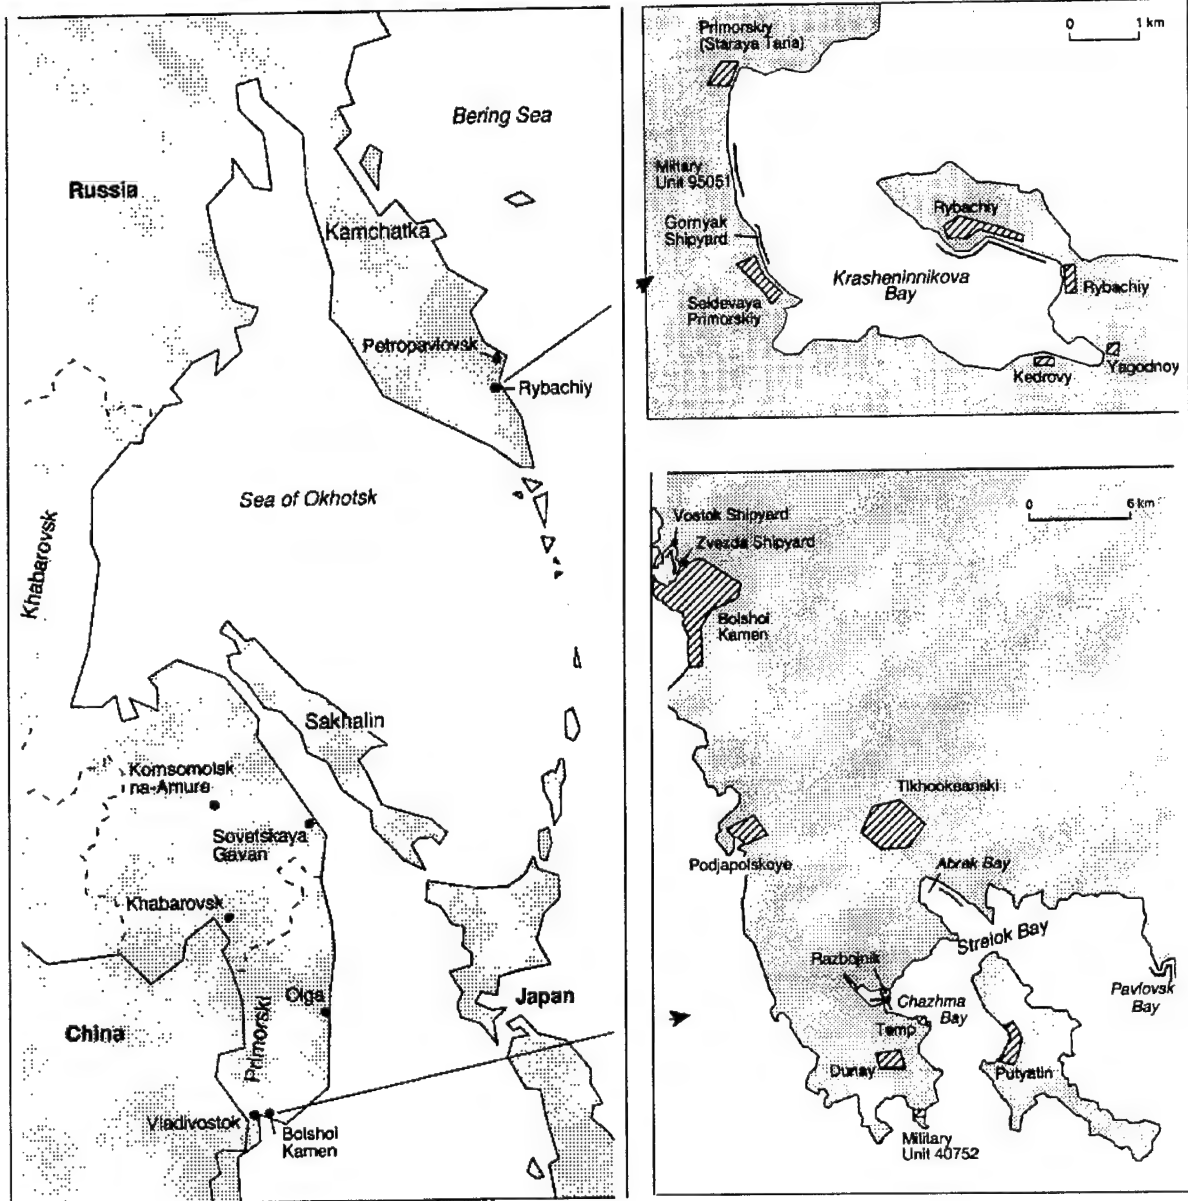 Bering Sea
Russia
Kamchatka
Petropavlovsk
Rybachiy
Sea of Okhotsk
Khabarovsk
Sakhalin
Komsomolsk
na-Amure
Sovetskaya
Gavan
Khabarovsk
Olga
Japan
China
Primorski
Vladivostok
Bolshoi
Kamen
Primorskiy
(Staraya Taria)
0 1 km
Military
Unit 95051
Rybachiy
Gornyak
Shipyard
Krasheninnikova
Bay
Rybachiy
Seldevaya
Primorskiy
Kedrovy
Yagodnoy
Vostok Shipyard
0 6 km
Zvezda Shipyard
Bolshoi
Kamen
Tikhookeanski
Podjapolskoye
Abrak Bay
Strelok Bay
Razbojnik
Pavlovsk
Bay
Chazhma
Bay
Temp
Dunay
Putyatin
Military
Unit 40752